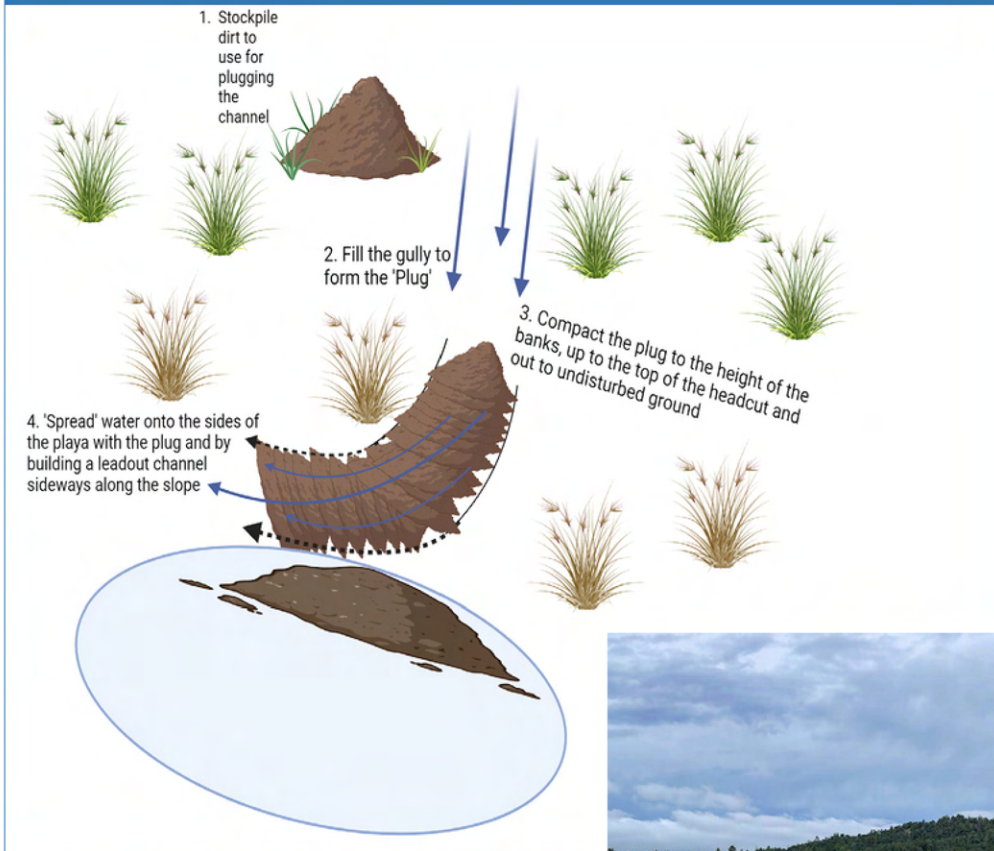 1. Stockpile
dirt to
use for
plugging
the
channel
2. Fill the gully to
form the 'Plug'
3. Compact the plug to the height of the
banks, up to the top of the headcut and
out to undisturbed ground
4. 'Spread' water onto the sides of
the playa with the plug and by
building a leadout channel
sideways along the slope